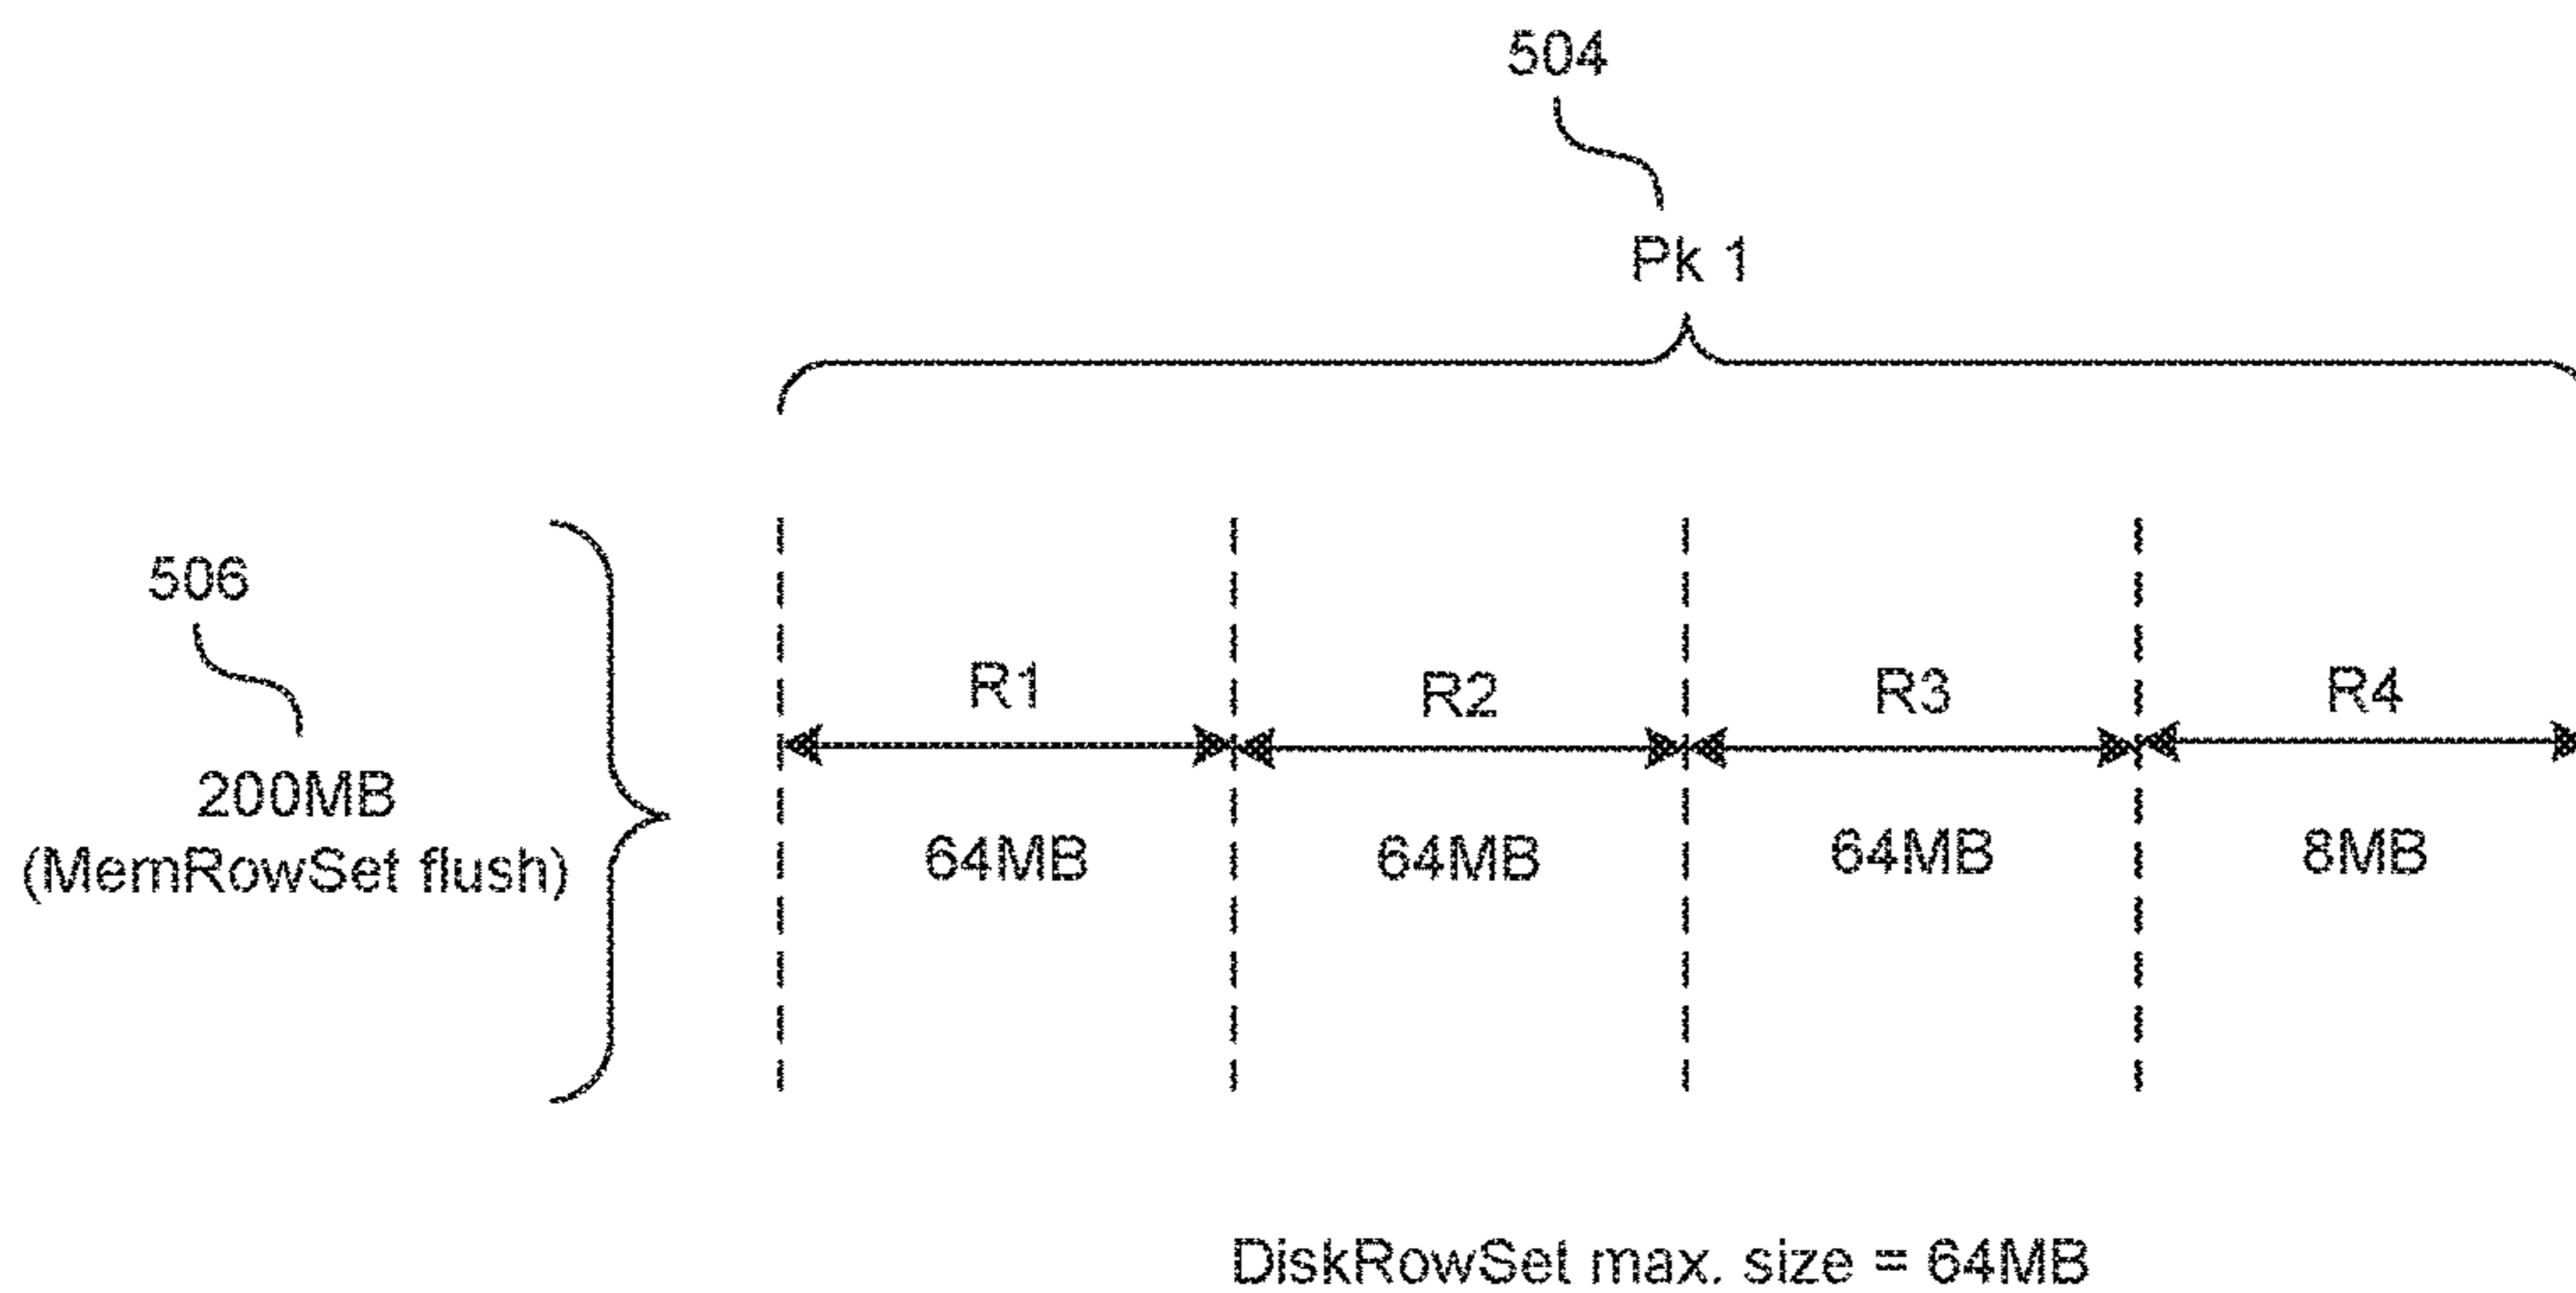 504
Pk 1
506
200MB
(MemRowSet flush)
R1
R2
R3
R4
64MB
64MB
64MB
8MB
DiskRowSet max. size = 64MB